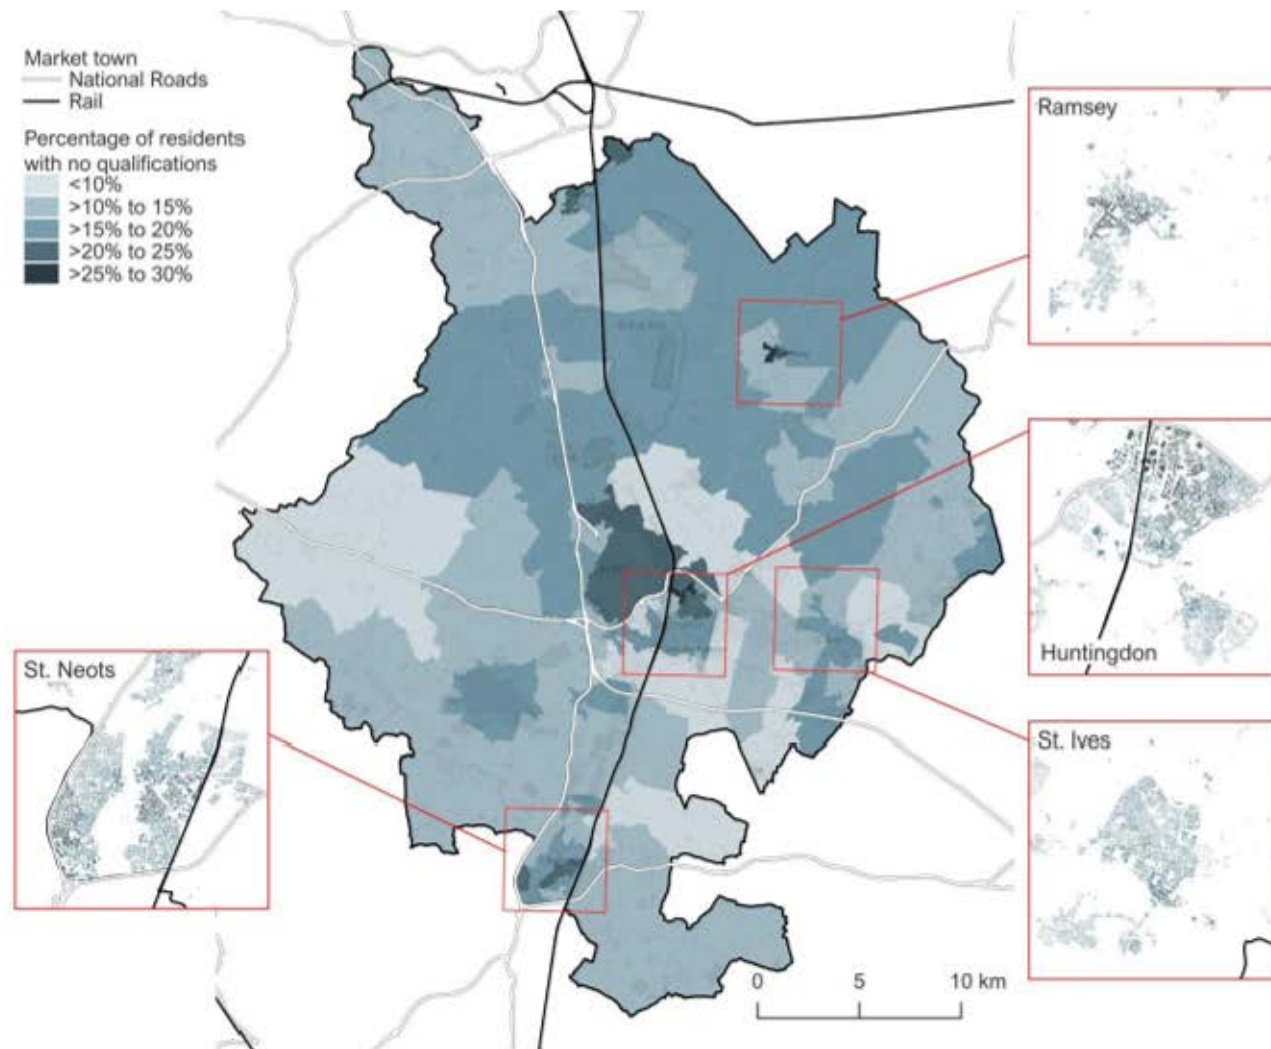 Market town
National Roads
Rail
Percentage of residents
with no qualifications
<10%
>10% to 15%
>15% to 20%
>20% to 25%
>25% to 30%
Ramsey
Huntingdon
St. Neots
St. Ives
0 5 10 km